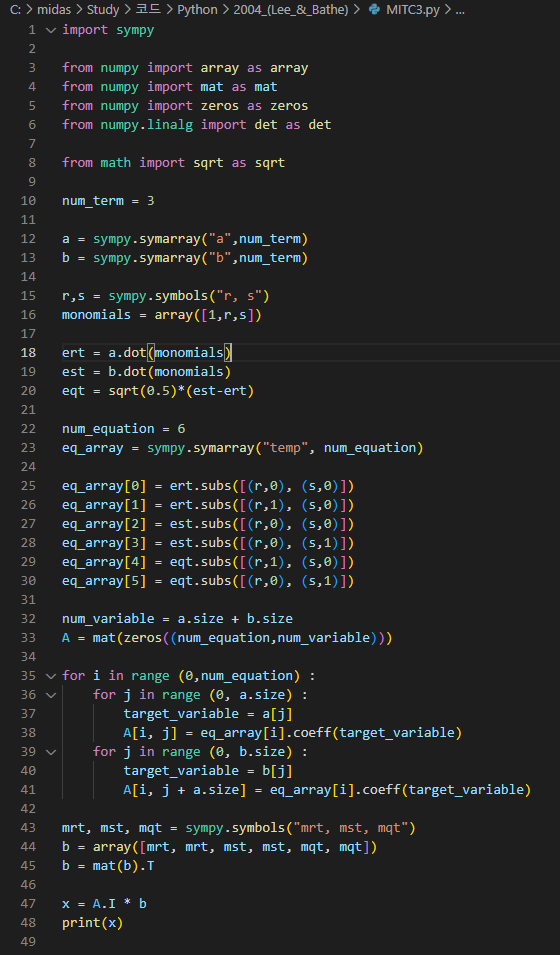 C: > midas > Study > 코드 > Python > 2004_(Lee_&_Bathe) > MITC3.py > ...
1 import sympy
2
3 from numpy import array as array
4 from numpy import mat as mat
5 from numpy import zeros as zeros
6 from numpy.linalg import det as det
7
8 from math import sqrt as sqrt
9
10 num_term = 3
11
12 a = sympy.symarray("a",num_term)
13 b = sympy.symarray("b",num_term)
14
15 r,s = sympy.symbols("r, s")
16 monomials = array([1,r,s])
17
18 ert = a.dot(monomials)
19 est = b.dot(monomials)
20 eqt = sqrt(0.5)*(est-ert)
21
22 num_equation = 6
23 eq_array = sympy.symarray("temp", num_equation)
24
25 eq_array[0] = ert.subs([(r,0), (s,0)])
26 eq_array[1] = ert.subs([(r,1), (s,0)])
27 eq_array[2] = est.subs([(r,0), (s,0)])
28 eq_array[3] = est.subs([(r,0), (s,1)])
29 eq_array[4] = eqt.subs([(r,1), (s,0)])
30 eq_array[5] = eqt.subs([(r,0), (s,1)])
31
32 num_variable = a.size + b.size
33 A = mat(zeros((num_equation,num_variable)))
34
35 for i in range (0,num_equation) :
36     for j in range (0, a.size) :
37         target_variable = a[j]
38         A[i, j] = eq_array[i].coeff(target_variable)
39     for j in range (0, b.size) :
40         target_variable = b[j]
41         A[i, j + a.size] = eq_array[i].coeff(target_variable)
42
43 mrt, mst, mqt = sympy.symbols("mrt, mst, mqt")
44 b = array([mrt, mrt, mst, mst, mqt, mqt])
45 b = mat(b).T
46
47 x = A.I * b
48 print(x)
49